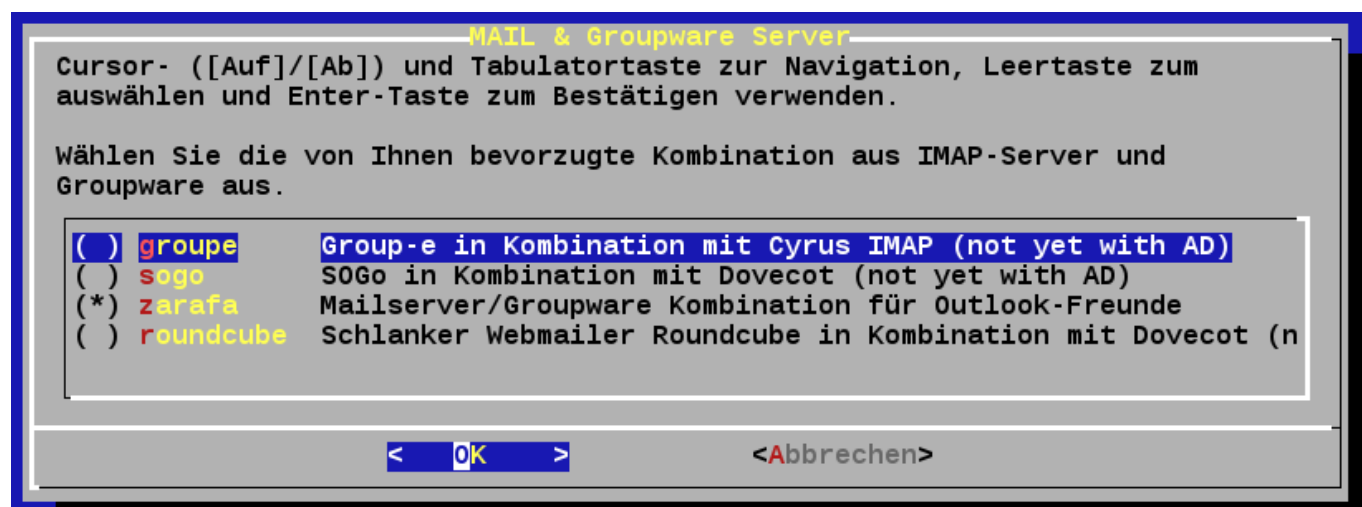 MAIL & Groupware Server
Cursor- ([Auf]/[Ab]) und Tabulatortaste zur Navigation, Leertaste zum
auswählen und Enter-Taste zum Bestätigen verwenden.
Wählen Sie die von Ihnen bevorzugte Kombination aus IMAP-Server und
Groupware aus.
( ) groupe Group-e in Kombination mit Cyrus IMAP (not yet with AD)
( ) sogo SOGo in Kombination mit Dovecot (not yet with AD)
(*) zarafa Mailserver/Groupware Kombination für Outlook-Freunde
( ) roundcube Schlanker Webmailer Roundcube in Kombination mit Dovecot (n
< OK > <Abbrechen>